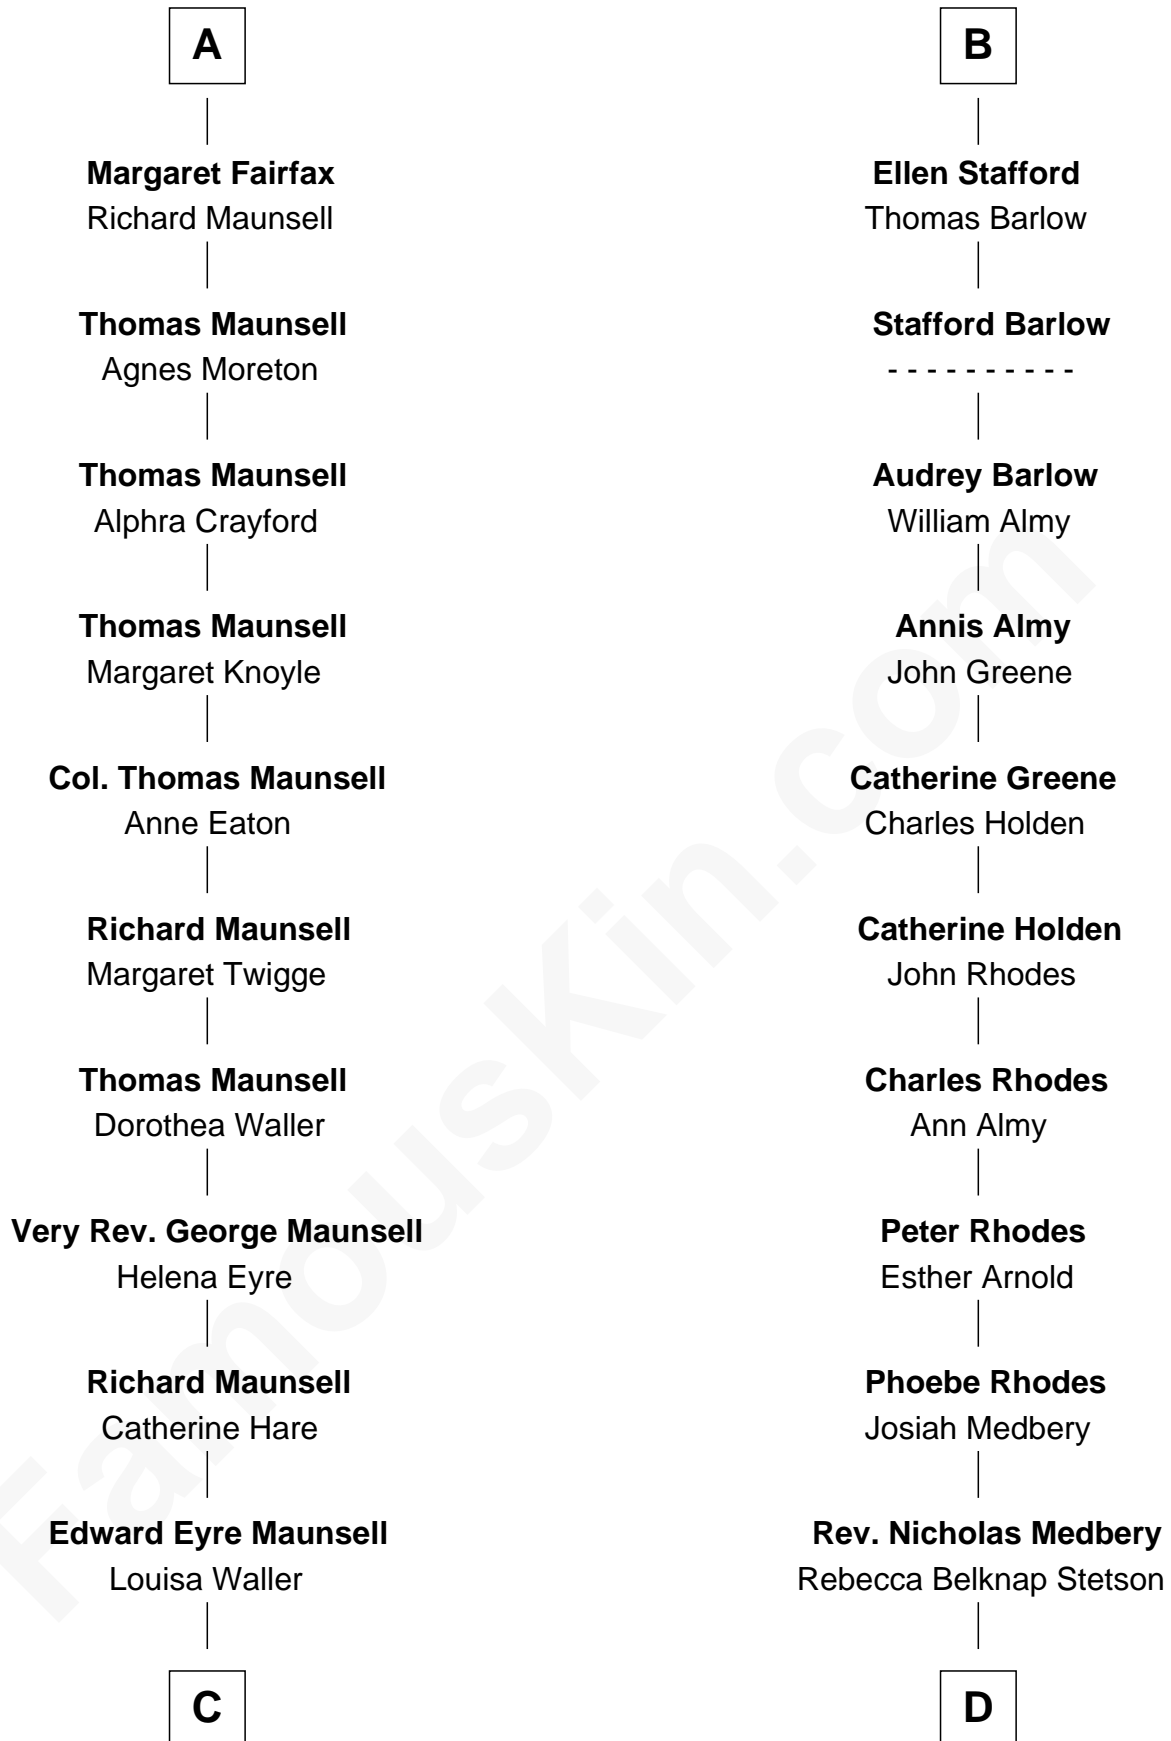 A
Margaret Fairfax
Richard Maunsell
Thomas Maunsell
Agnes Moreton
Thomas Maunsell
Alphra Crayford
Thomas Maunsell
Margaret Knoyle
Col. Thomas Maunsell
Anne Eaton
Richard Maunsell
Margaret Twigge
Thomas Maunsell
Dorothea Waller
Very Rev. George Maunsell
Helena Eyre
Richard Maunsell
Catherine Hare
Edward Eyre Maunsell
Louisa Waller
C
B
Ellen Stafford
Thomas Barlow
Stafford Barlow
- - - - - - - - - -
Audrey Barlow
William Almy
Annis Almy
John Greene
Catherine Greene
Charles Holden
Catherine Holden
John Rhodes
Charles Rhodes
Ann Almy
Peter Rhodes
Esther Arnold
Phoebe Rhodes
Josiah Medbery
Rev. Nicholas Medbery
Rebecca Belknap Stetson
D
FamousKin.com